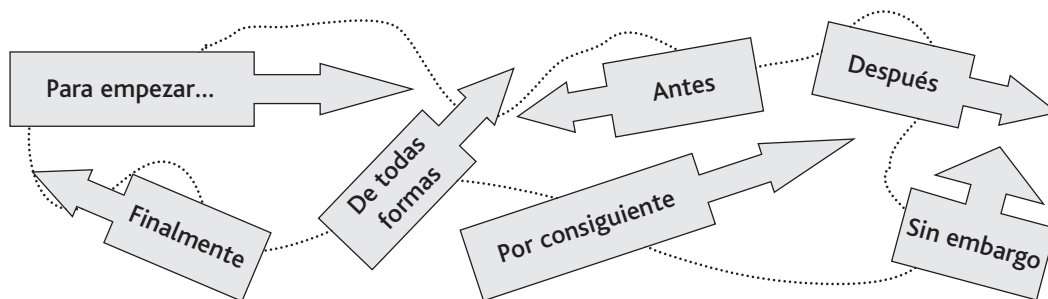 Para empezar...
Antes
Después
De todas
formas
Por consiguiente
Finalmente
Sin embargo